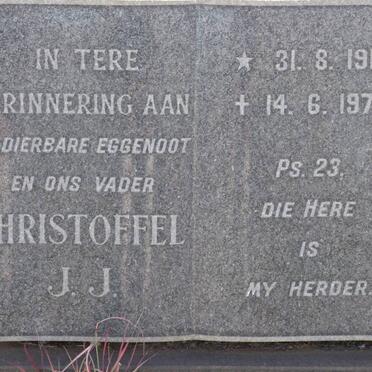 IN TERE
RINNERING AAN
DIERBARE EGGENOOT
EN ONS VADER
HRISTOFFEL
J. J.
★ 31. 8. 191
✝ 14. 6. 197
PS. 23,
DIE HERE
IS
MY HERDER.